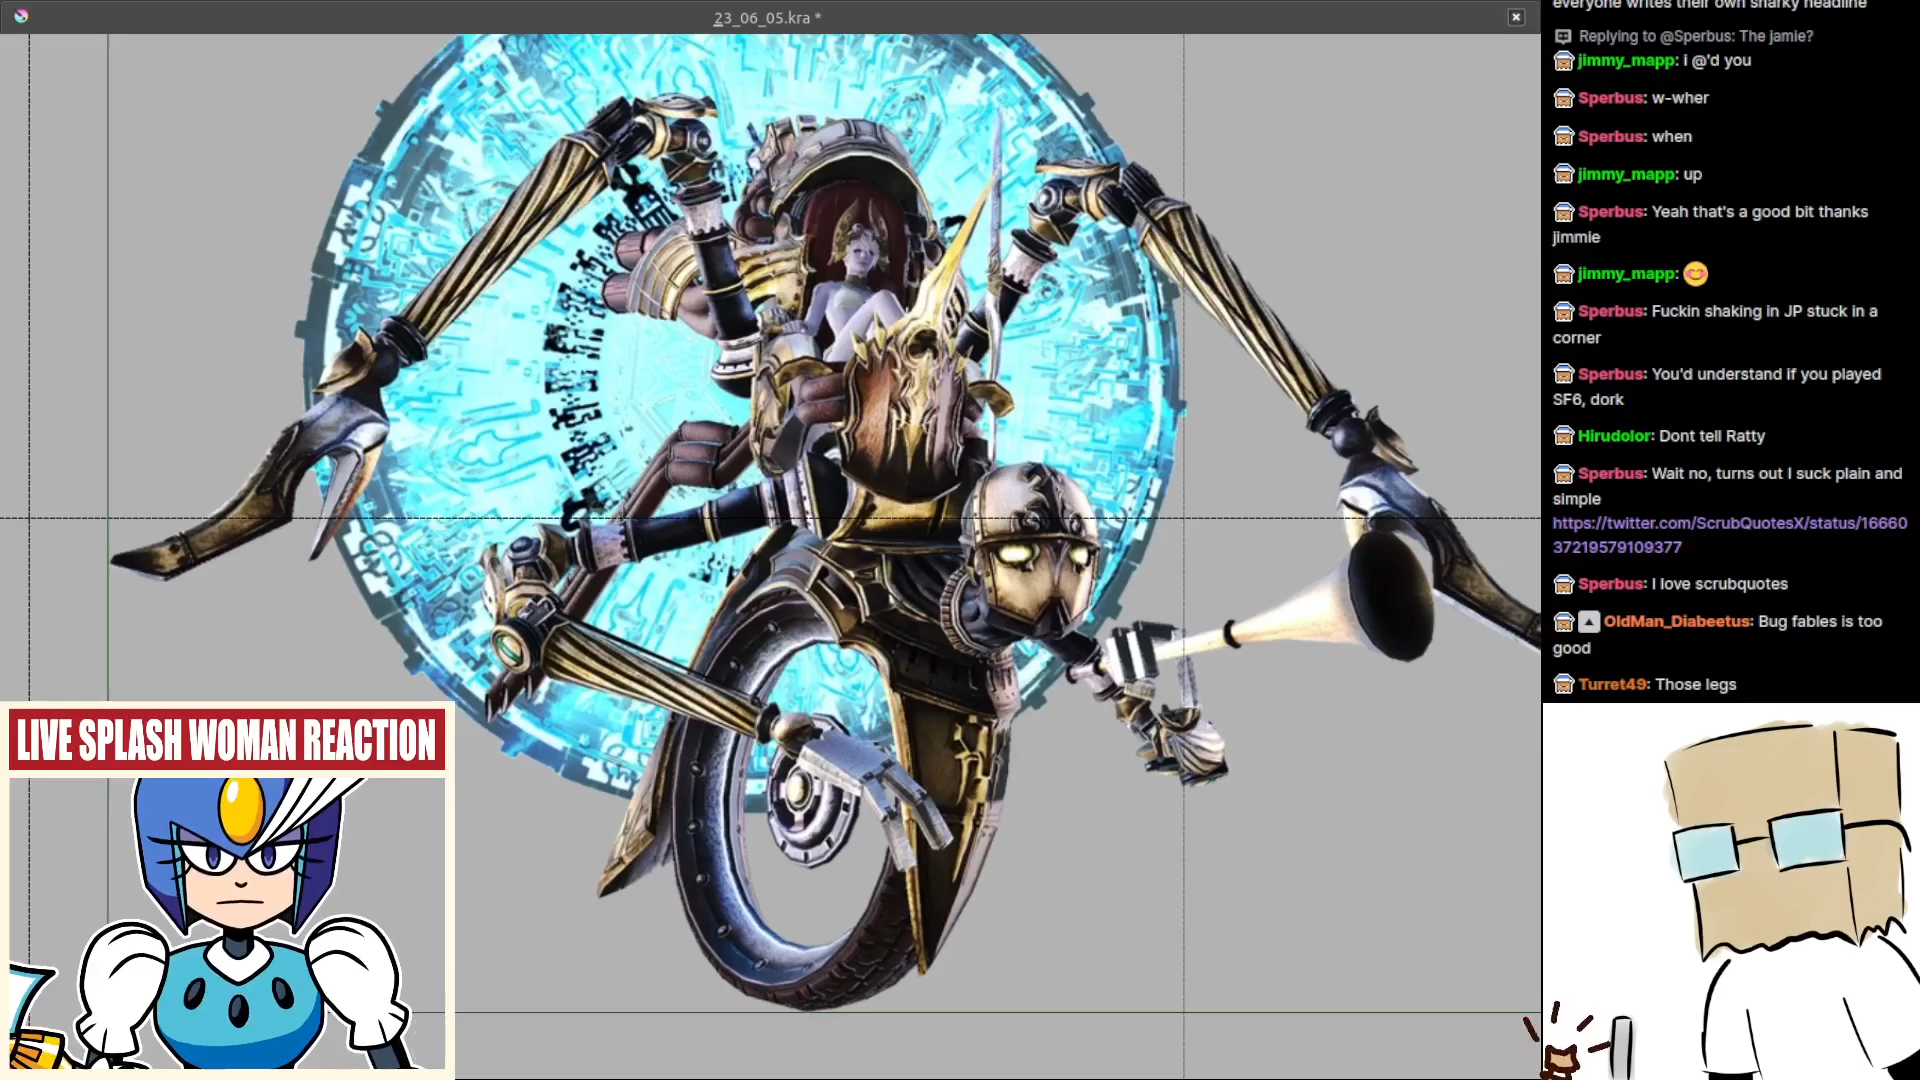 23_06_05.kra *
everyone writes their own snarky headline
Replying to @Sperbus: The jamie?
jimmy_mapp: i @'d you
Sperbus: w-wher
Sperbus: when
jimmy_mapp: up
Sperbus: Yeah that's a good bit thanks
jimmie
jimmy_mapp:
Sperbus: Fuckin shaking in JP stuck in a
corner
Sperbus: You'd understand if you played
SF6, dork
Hirudolor: Dont tell Ratty
Sperbus: Wait no, turns out I suck plain and
simple
https://twitter.com/ScrubQuotesX/status/16660
37219579109377
Sperbus: I love scrubquotes
OldMan_Diabeetus: Bug fables is too
good
Turret49: Those legs
LIVE SPLASH WOMAN REACTION